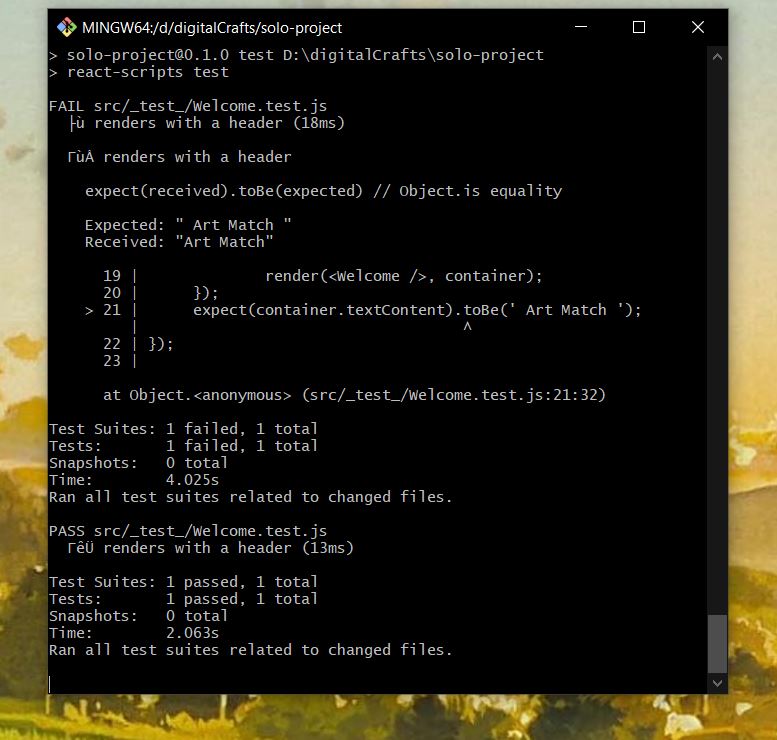 MINGW64:/d/digitalCrafts/solo-project
> solo-project@0.1.0 test D:\digitalCrafts\solo-project
> react-scripts test
FAIL src/_test_/Welcome.test.js
├ù renders with a header (18ms)
ΓùÅ renders with a header
expect(received).toBe(expected) // Object.is equality
Expected: " Art Match "
Received: "Art Match"
19 | render(<Welcome />, container);
20 | });
> 21 | expect(container.textContent).toBe(' Art Match ');
| ^
22 | });
23 |
at Object.<anonymous> (src/_test_/Welcome.test.js:21:32)
Test Suites: 1 failed, 1 total
Tests: 1 failed, 1 total
Snapshots: 0 total
Time: 4.025s
Ran all test suites related to changed files.
PASS src/_test_/Welcome.test.js
ΓêÜ renders with a header (13ms)
Test Suites: 1 passed, 1 total
Tests: 1 passed, 1 total
Snapshots: 0 total
Time: 2.063s
Ran all test suites related to changed files.